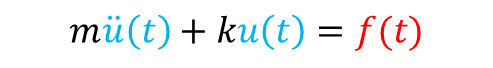 mü(t) + ku(t) = f(t)